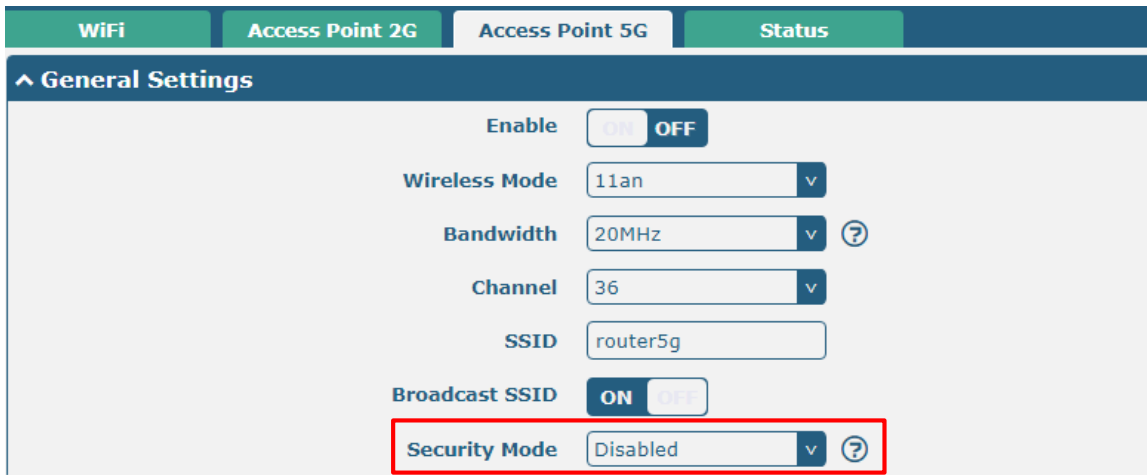 WiFi Access Point 2G Access Point 5G Status
General Settings
Enable ON OFF
Wireless Mode 11an
Bandwidth 20MHz ?
Channel 36
SSID router5g
Broadcast SSID ON OFF
Security Mode Disabled ?